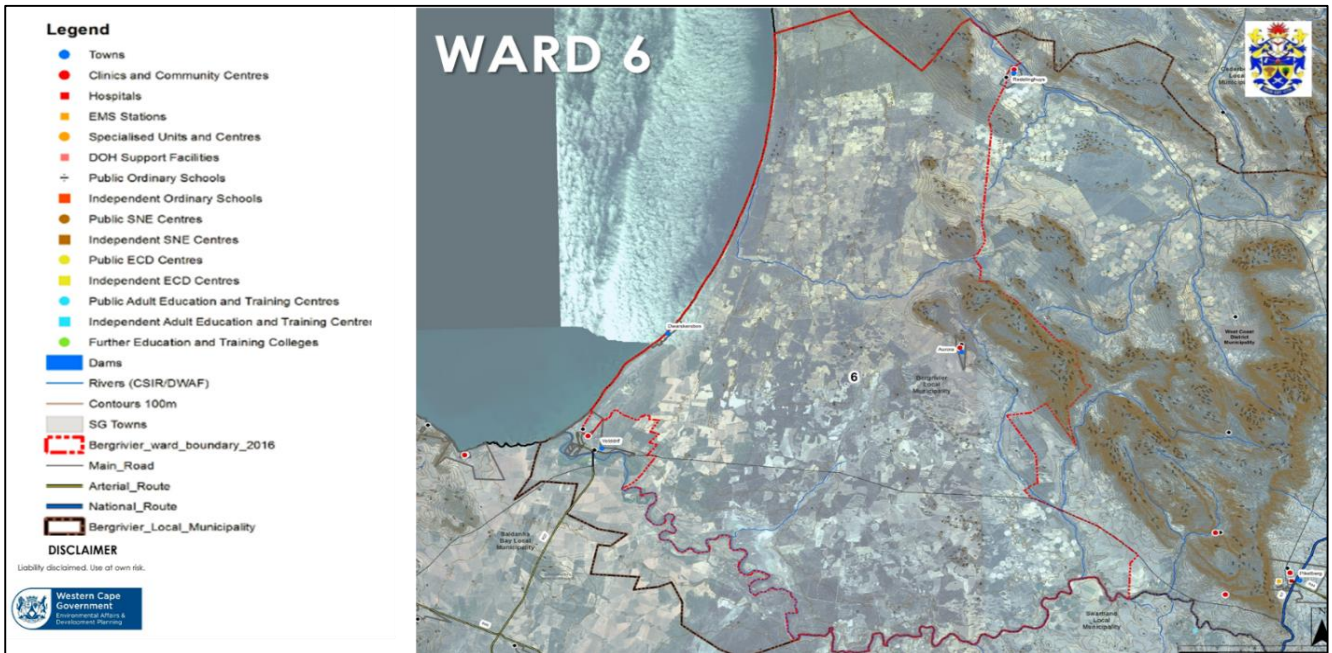 Legend
Towns
Clinics and Community Centres
Hospitals
EMS Stations
Specialised Units and Centres
DOH Support Facilities
Public Ordinary Schools
Independent Ordinary Schools
Public SNE Centres
Independent SNE Centres
Public ECD Centres
Independent ECD Centres
Public Adult Education and Training Centres
Independent Adult Education and Training Centre
Further Education and Training Colleges
Dams
Rivers (CSIR/DWAF)
Contours 100m
SG Towns
Bergrivier_ward_boundary_2016
Main_Road
Arterial_Route
National_Route
Bergrivier_Local_Municipality
DISCLAIMER
Liability disclaimed. Use at own risk.
Western Cape
Government
Environmental Affairs &
Development Planning
WARD 6
Local
Municipality
West Coast
District
Municipality
Aurora
6
Bergrivier
Local
Municipality
Saldanha
Bay Local
Municipality
Swartland
Local
Municipality
Piketberg
N